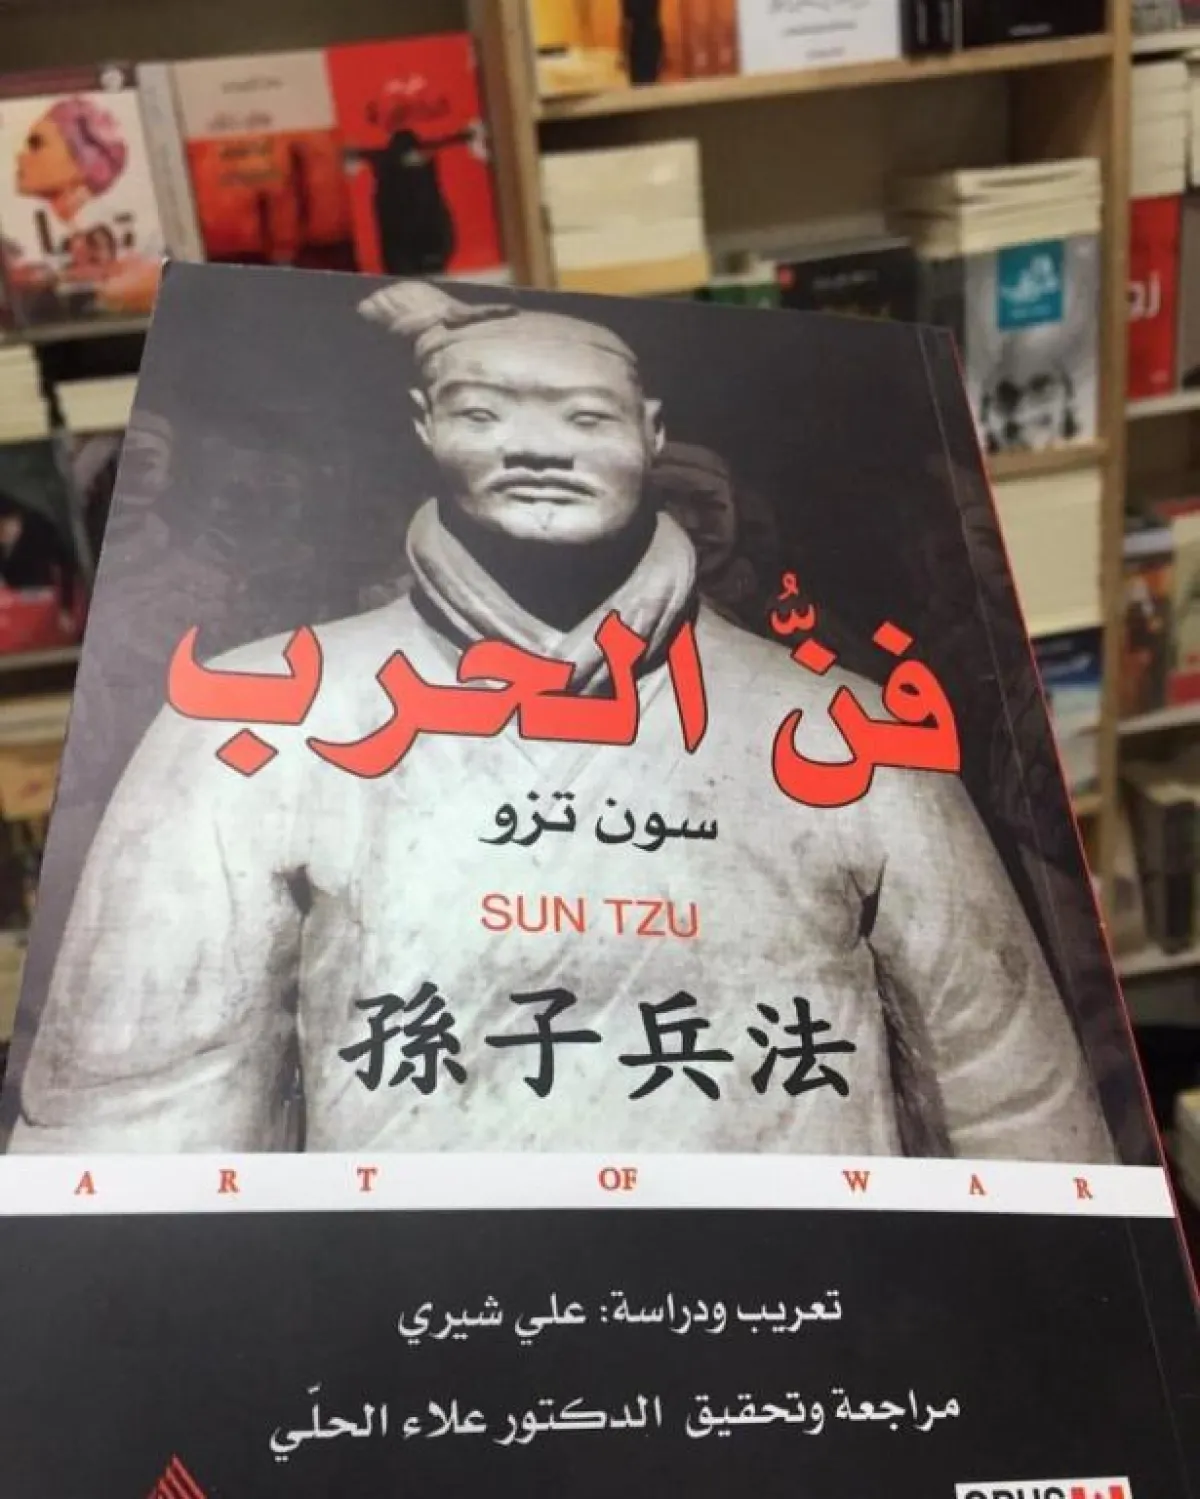 فنُّ الحرب
سون تزو
SUN TZU
孫子兵法
ART OF WAR
تعريب ودراسة: علي شيري
مراجعة وتحقيق الدكتور علاء الحلّي